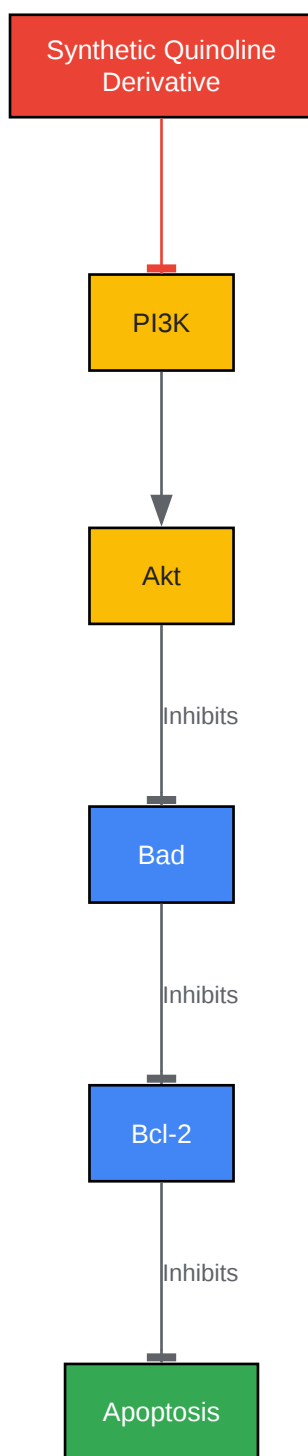 Synthetic Quinoline
Derivative
PI3K
Akt
Inhibits
Bad
Inhibits
Bcl-2
Inhibits
Apoptosis